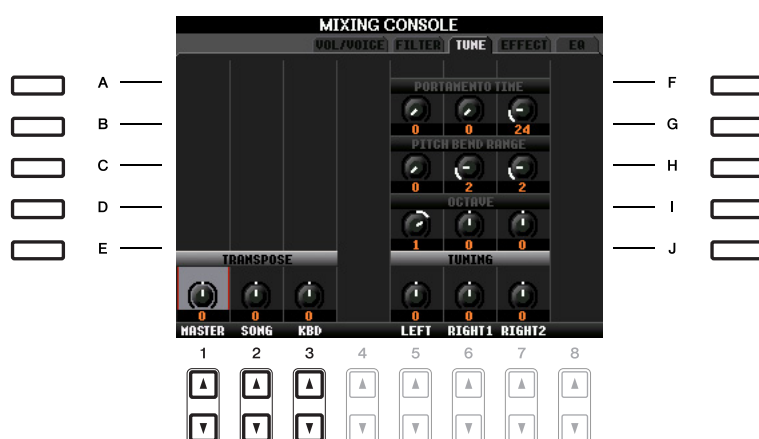 MIXING CONSOLE
VOL/VOICE FILTER TUNE EFFECT EQ
A F
PORTAMENTO TIME
B G
0 0 24
PITCH BEND RANGE
C H
0 2 2
D I
OCTAVE
1 0 0
E J
TRANSPOSE TUNING
0 0 0 0 0 0
MASTER SONG KBD LEFT RIGHT1 RIGHT2
1 2 3 4 5 6 7 8